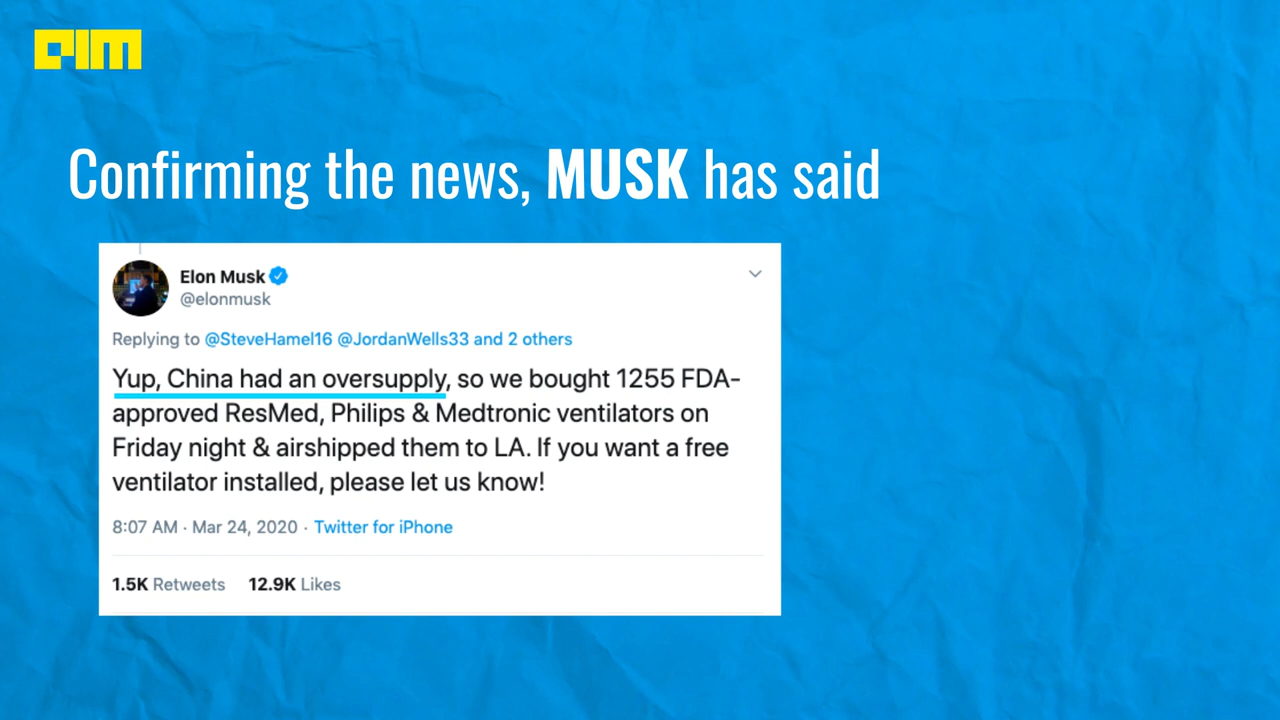 AIM
Confirming the news, MUSK has said
Elon Musk
@elonmusk
Replying to @SteveHamel16 @JordanWells33 and 2 others
Yup, China had an oversupply, so we bought 1255 FDA-
approved ResMed, Philips & Medtronic ventilators on
Friday night & airshipped them to LA. If you want a free
ventilator installed, please let us know!
8:07 AM · Mar 24, 2020 · Twitter for iPhone
1.5K Retweets 12.9K Likes